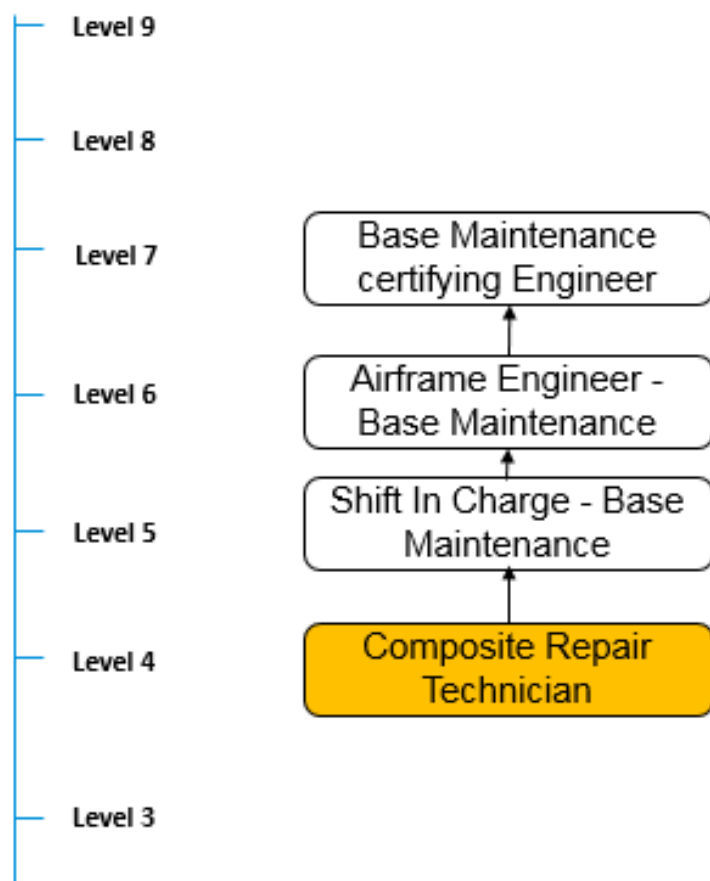 Level 9
Level 8
Level 7
Base Maintenance
certifying Engineer
Level 6
Airframe Engineer -
Base Maintenance
Level 5
Shift In Charge - Base
Maintenance
Level 4
Composite Repair
Technician
Level 3